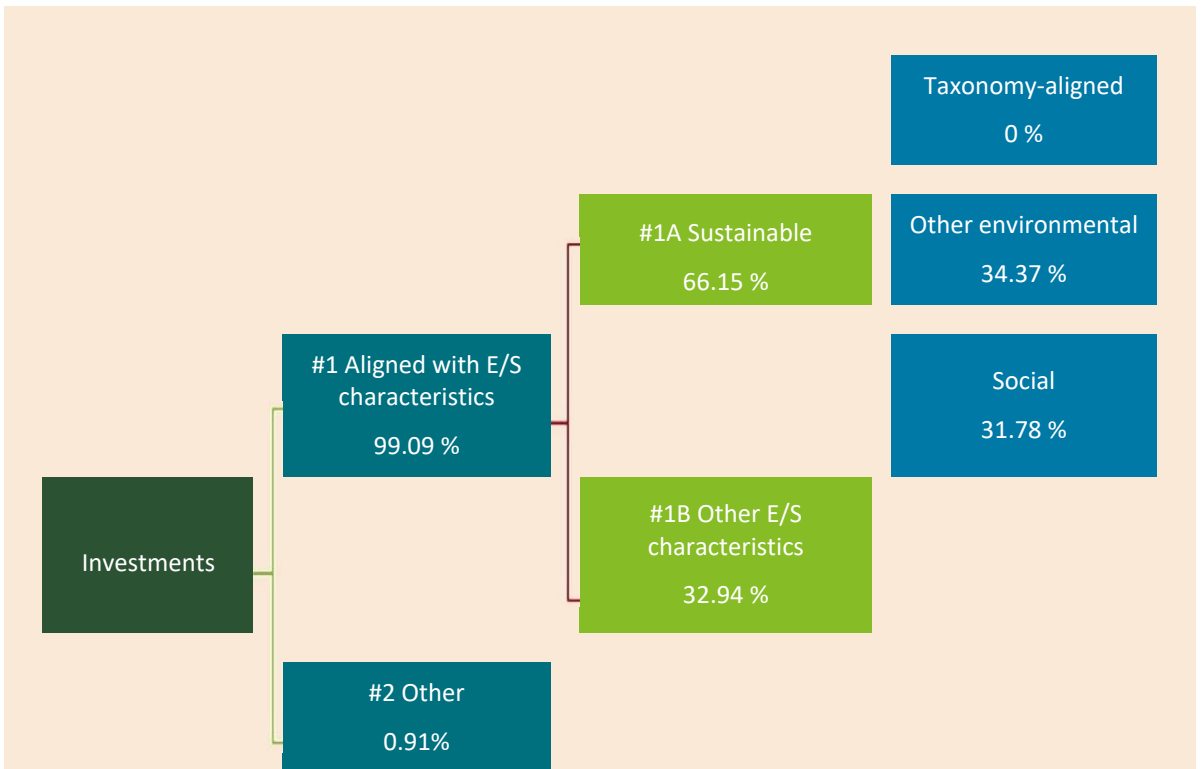 Taxonomy-aligned
0 %
#1A Sustainable
66.15 %
Other environmental
34.37 %
#1 Aligned with E/S
characteristics
99.09 %
Social
31.78 %
Investments
#1B Other E/S
characteristics
32.94 %
#2 Other
0.91%